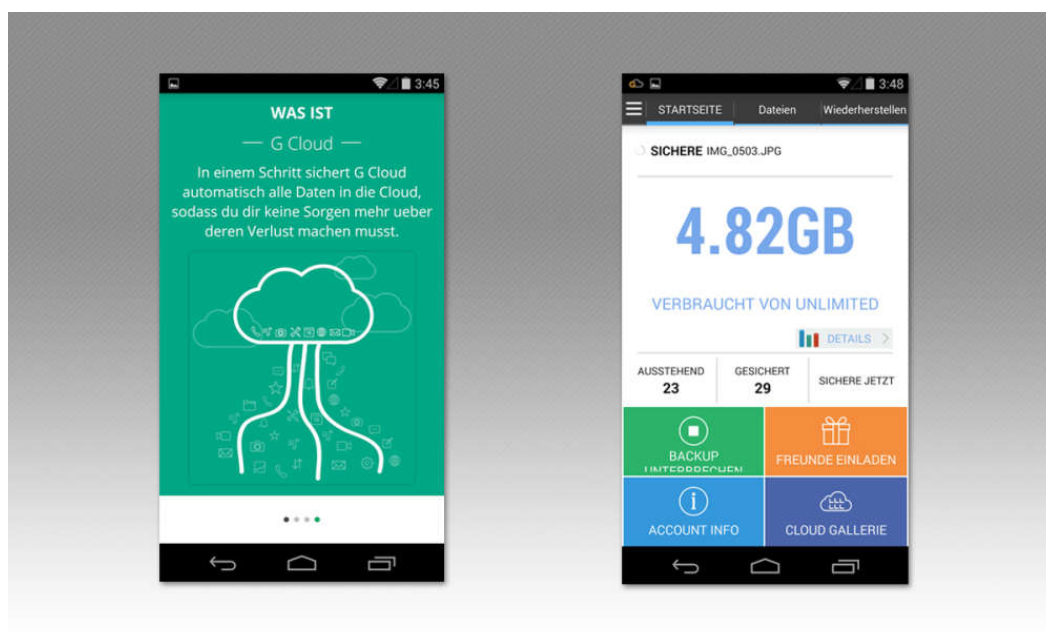 3:45
WAS IST
— G Cloud —
In einem Schritt sichert G Cloud
automatisch alle Daten in die Cloud,
sodass du dir keine Sorgen mehr ueber
deren Verlust machen musst.
3:48
STARTSEITE Dateien Wiederherstellen
SICHERE IMG_0503.JPG
4.82GB
VERBRAUCHT VON UNLIMITED
DETAILS
AUSSTEHEND GESICHERT SICHERE JETZT
23 29
BACKUP FREUNDE EINLADEN
UNTERBRECHEN
ACCOUNT INFO CLOUD GALLERIE